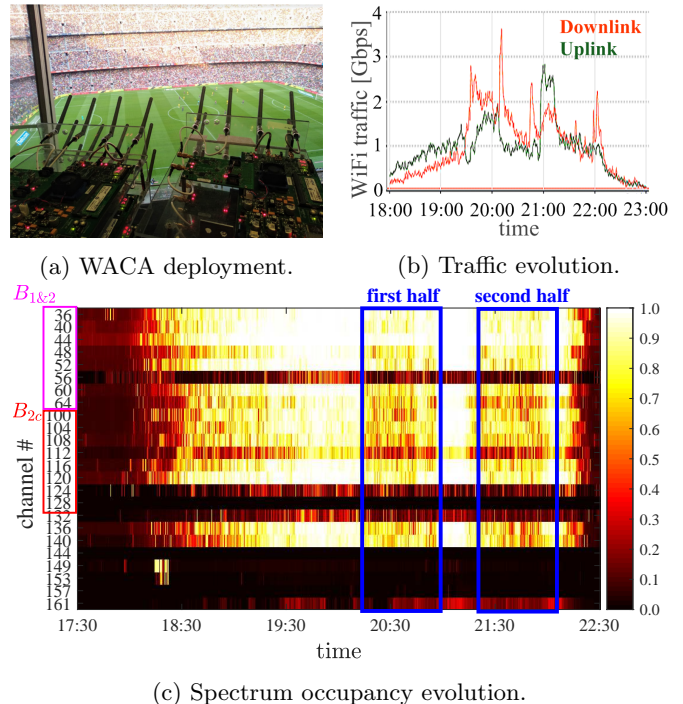 4
3
2
1
0
WiFi traffic [Gbps]
Downlink
Uplink
18:00 19:00 20:00 21:00 22:00 23:00
time
(a) WACA deployment.
(b) Traffic evolution.
B1&2
B2c
first half
second half
channel #
36
40
44
48
52
56
60
64
100
104
108
112
116
120
124
128
132
136
140
144
149
153
157
161
17:30 18:30 19:30 20:30 21:30 22:30
time
1.0
0.9
0.8
0.7
0.6
0.5
0.4
0.3
0.2
0.1
0.0
(c) Spectrum occupancy evolution.